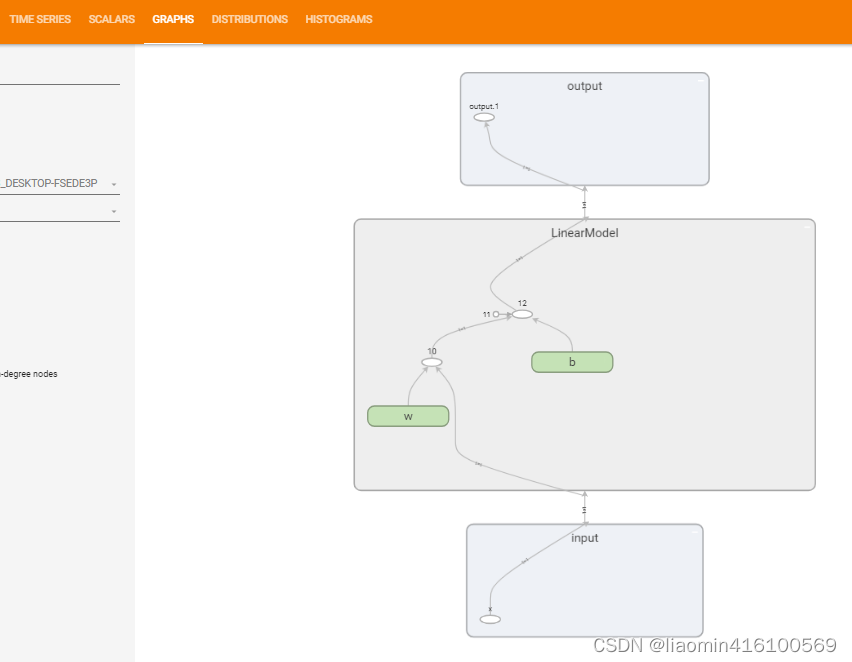 TIME SERIES SCALARS GRAPHS DISTRIBUTIONS HISTOGRAMS
output
output.1
_DESKTOP-FSEDE3P
LinearModel
12
11
10
b
-degree nodes
w
input
x
CSDN @liaomin416100569